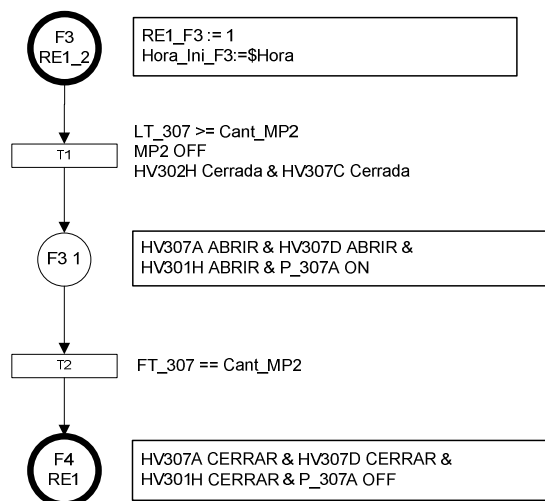 F3
RE1_2
RE1_F3 := 1
Hora_Ini_F3:=$Hora
T1
LT_307 >= Cant_MP2
MP2 OFF
HV302H Cerrada & HV307C Cerrada
F3 1
HV307A ABRIR & HV307D ABRIR &
HV301H ABRIR & P_307A ON
T2
FT_307 == Cant_MP2
F4
RE1
HV307A CERRAR & HV307D CERRAR &
HV301H CERRAR & P_307A OFF